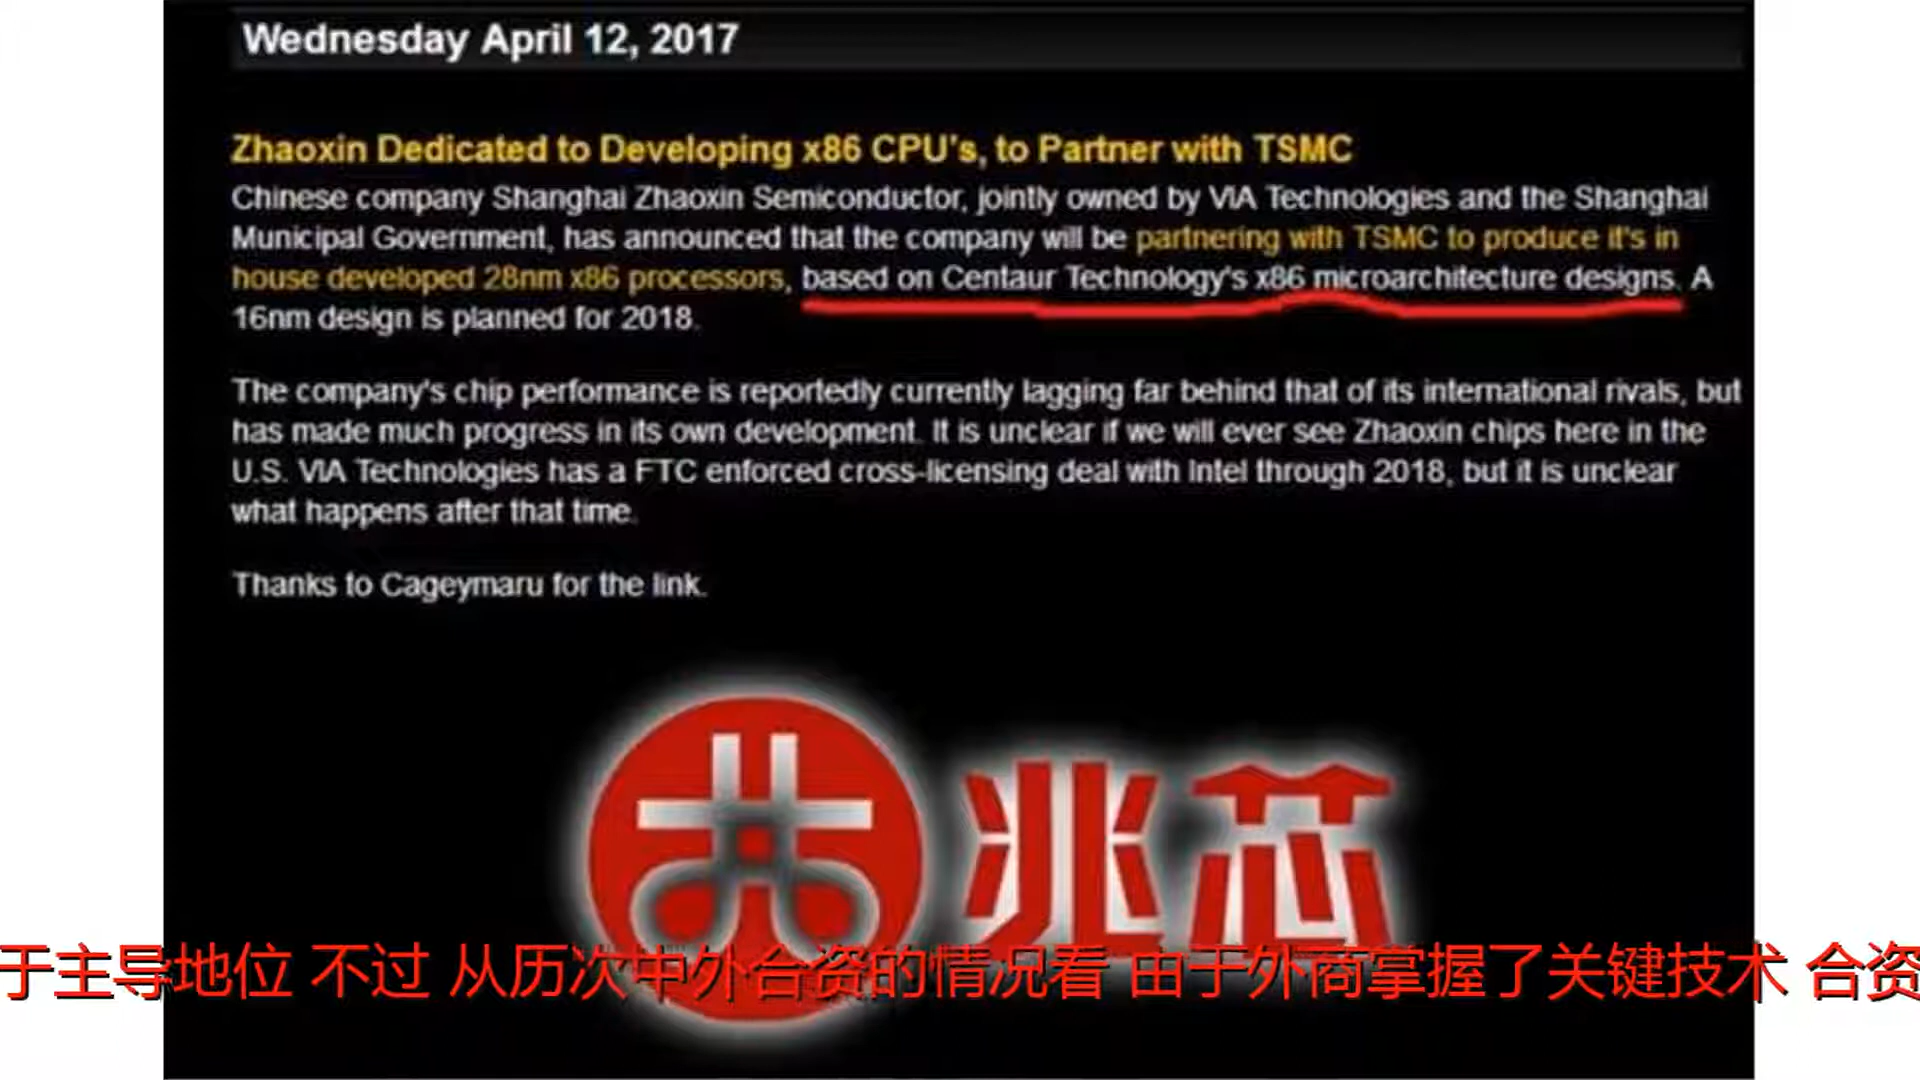 Wednesday April 12, 2017
Zhaoxin Dedicated to Developing x86 CPU's, to Partner with TSMC
Chinese company Shanghai Zhaoxin Semiconductor, jointly owned by VIA Technologies and the Shanghai
Municipal Government, has announced that the company will be partnering with TSMC to produce it's in
house developed 28nm x86 processors, based on Centaur Technology's x86 microarchitecture designs. A
16nm design is planned for 2018.
The company's chip performance is reportedly currently lagging far behind that of its international rivals, but
has made much progress in its own development. It is unclear if we will ever see Zhaoxin chips here in the
U.S. VIA Technologies has a FTC enforced cross-licensing deal with Intel through 2018, but it is unclear
what happens after that time.
Thanks to Cageymaru for the link.
兆芯
于主导地位 不过 从历次中外合资的情况看 由于外商掌握了关键技术 合资